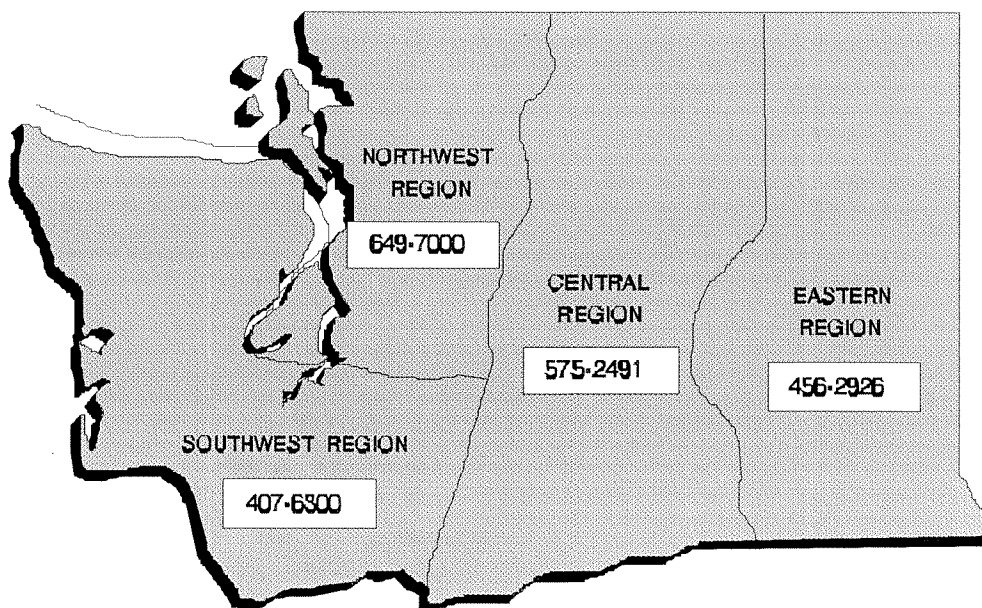 NORTHWEST
REGION
649-7000
CENTRAL
REGION
575-2491
EASTERN
REGION
456-2926
SOUTHWEST REGION
407-6300